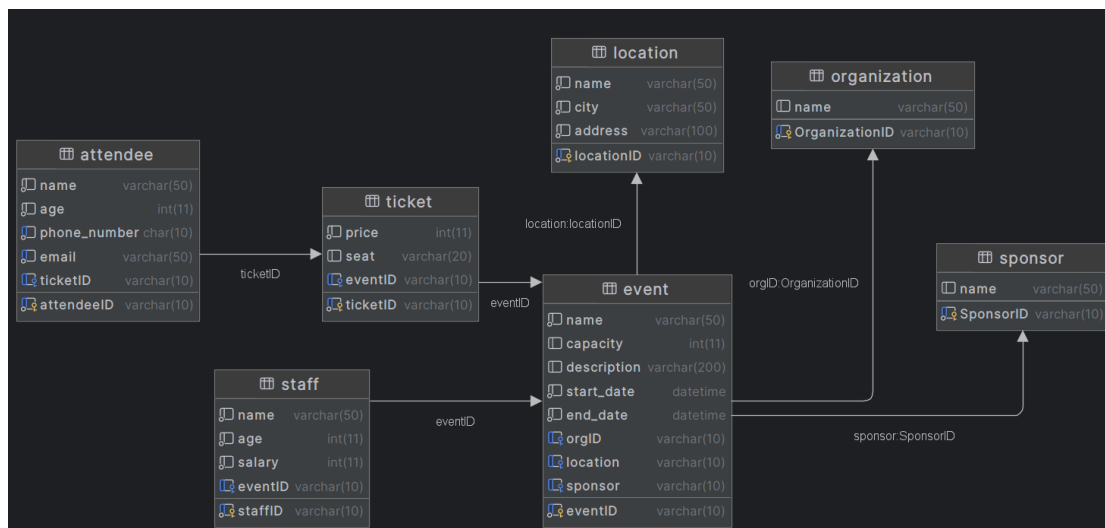 location
name varchar(50)
city varchar(50)
address varchar(100)
locationID varchar(10)
organization
name varchar(50)
OrganizationID varchar(10)
attendee
name varchar(50)
age int(11)
phone_number char(10)
email varchar(50)
ticketID varchar(10)
attendeeID varchar(10)
ticketID
ticket
price int(11)
seat varchar(20)
eventID varchar(10)
ticketID varchar(10)
eventID
location:locationID
orgID:OrganizationID
sponsor
name varchar(50)
SponsorID varchar(10)
event
name varchar(50)
capacity int(11)
description varchar(200)
start_date datetime
end_date datetime
orgID varchar(10)
location varchar(10)
sponsor varchar(10)
eventID varchar(10)
sponsor:SponsorID
staff
name varchar(50)
age int(11)
salary int(11)
eventID varchar(10)
staffID varchar(10)
eventID